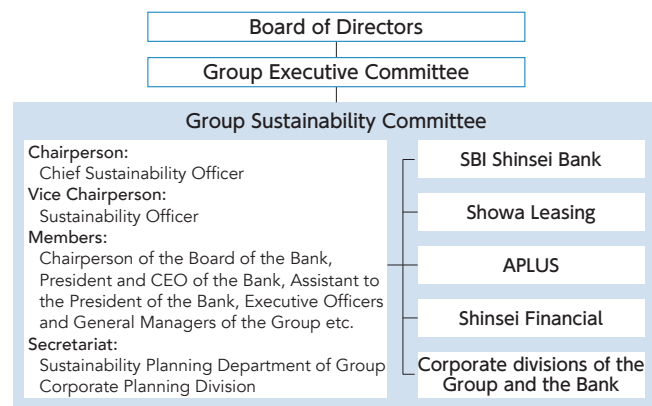 Board of Directors
Group Executive Committee
Group Sustainability Committee
Chairperson:
Chief Sustainability Officer
Vice Chairperson:
Sustainability Officer
Members:
Chairperson of the Board of the Bank,
President and CEO of the Bank, Assistant to
the President of the Bank, Executive Officers
and General Managers of the Group etc.
Secretariat:
Sustainability Planning Department of Group
Corporate Planning Division
SBI Shinsei Bank
Showa Leasing
APLUS
Shinsei Financial
Corporate divisions of the
Group and the Bank